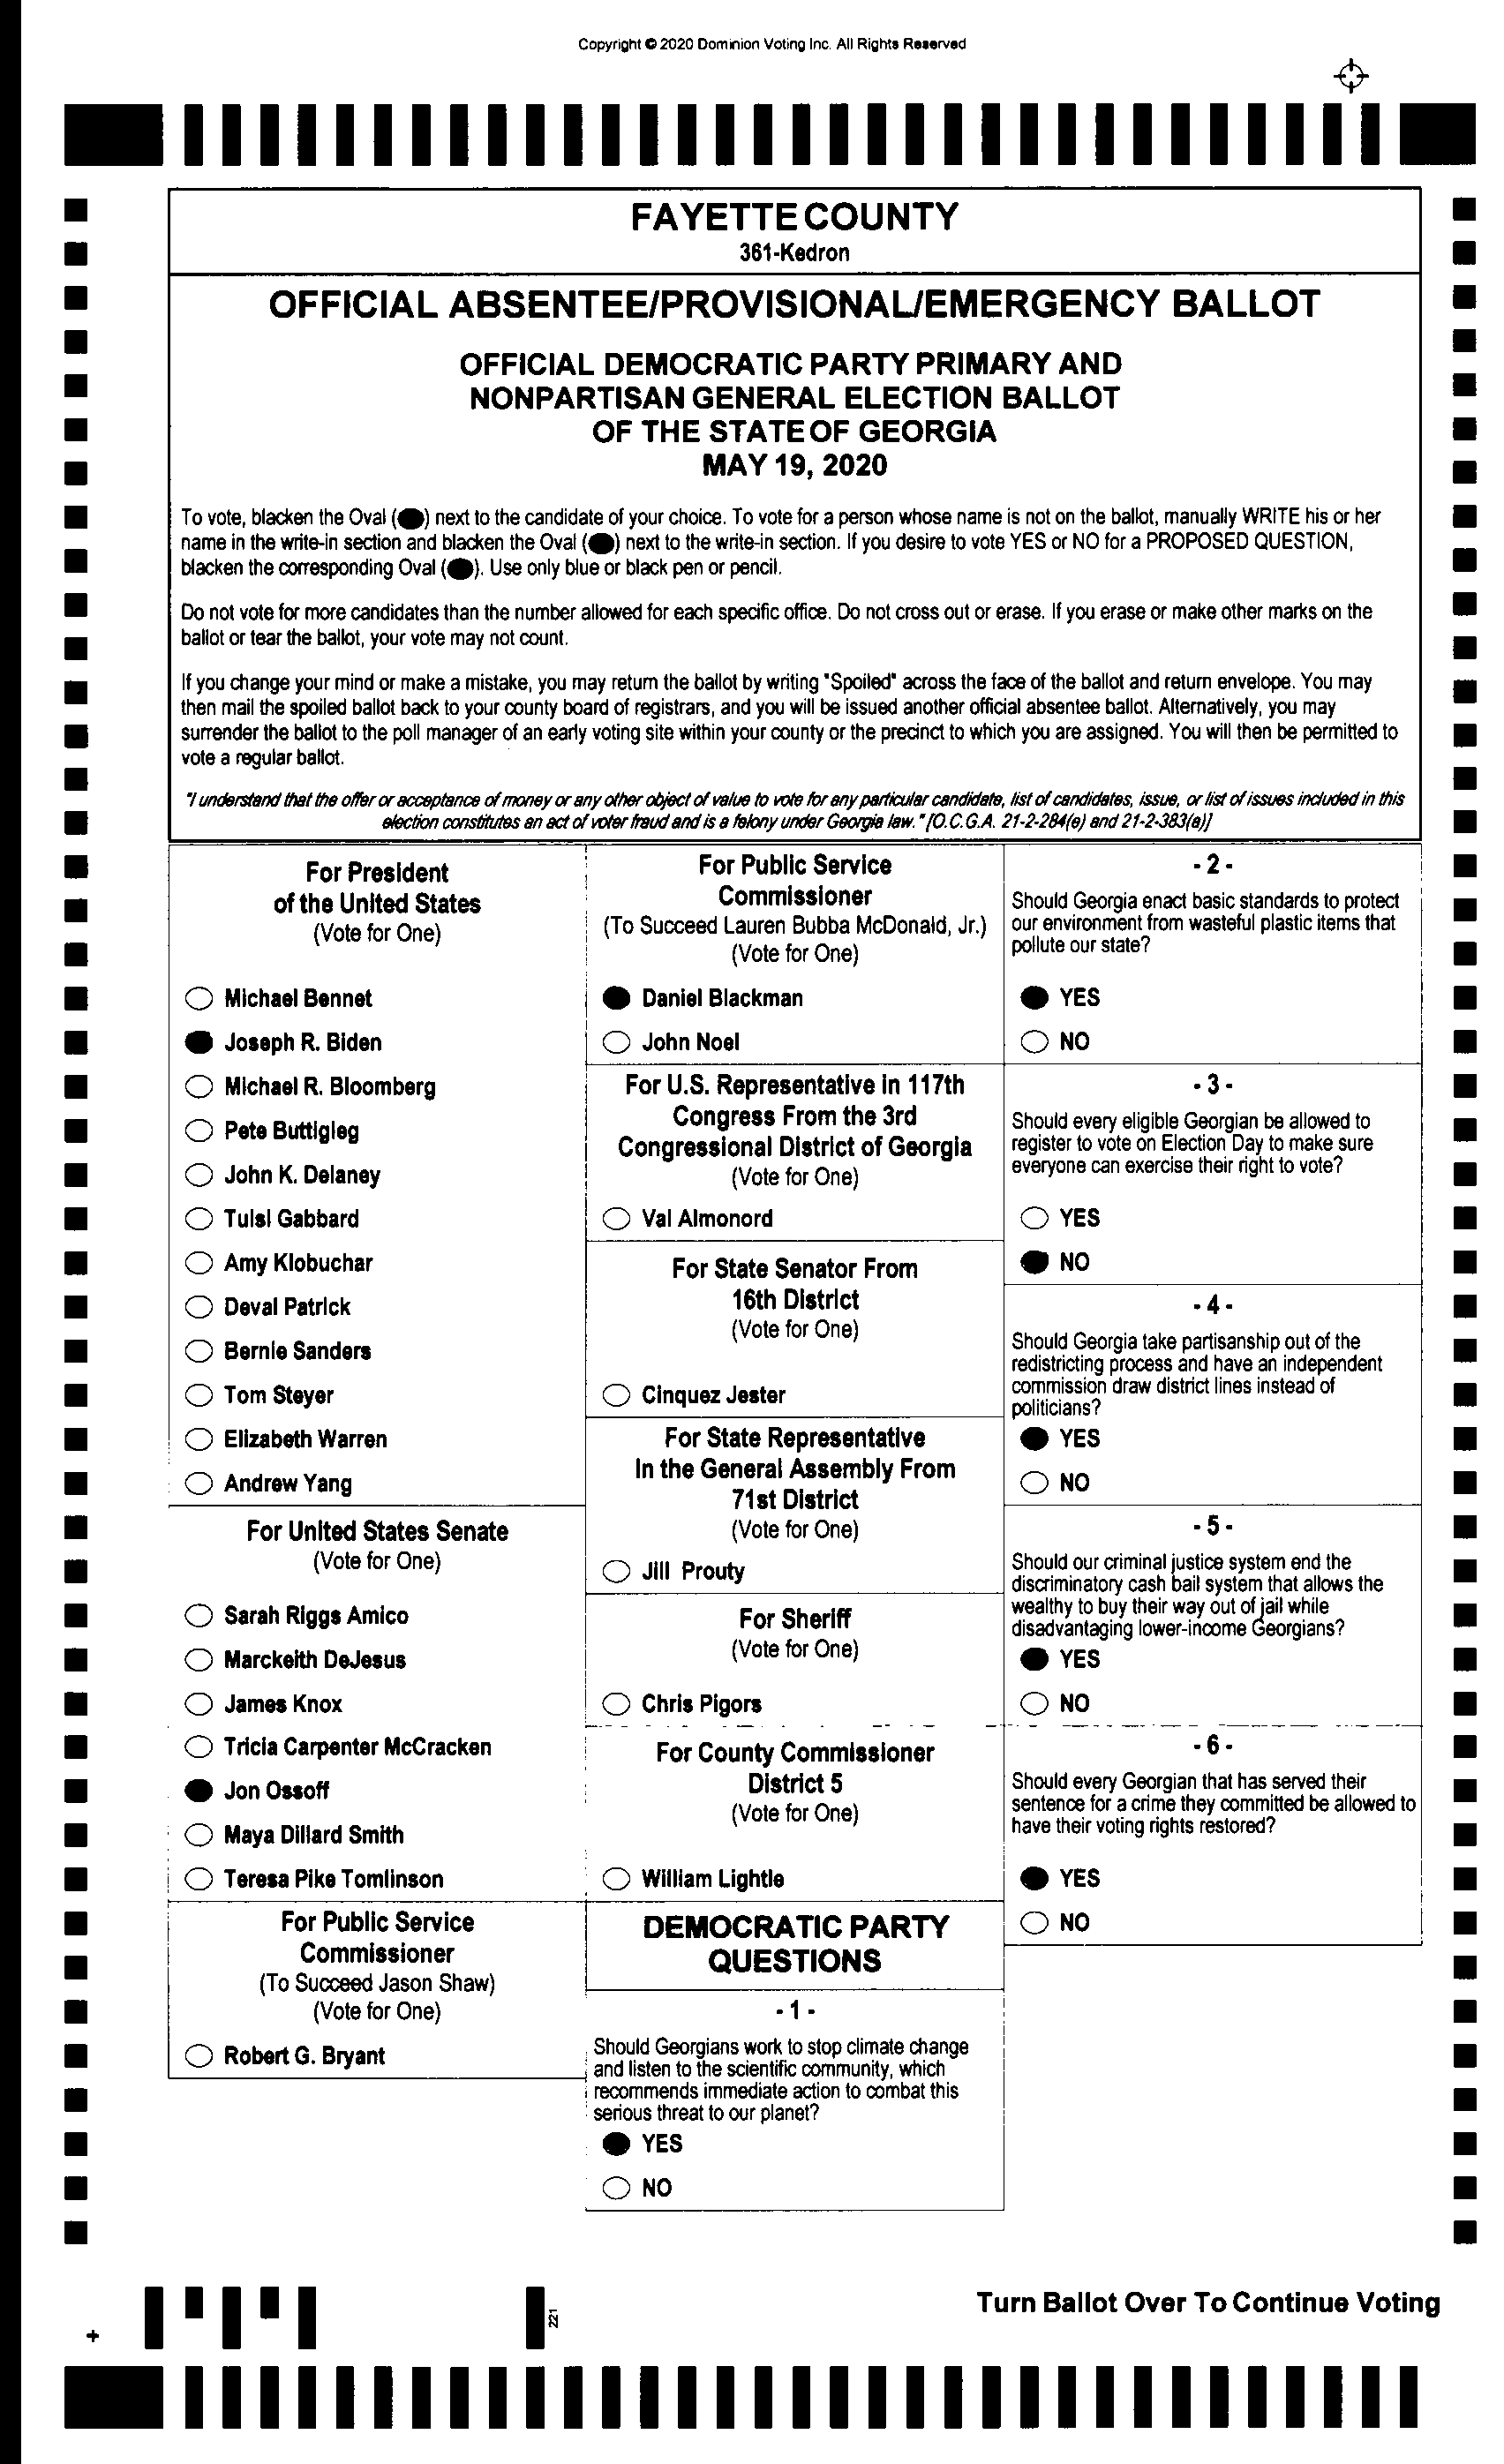 Copyright © 2020 Dominion Voting Inc. All Rights Reserved
FAYETTE COUNTY
361-Kedron
OFFICIAL ABSENTEE/PROVISIONAL/EMERGENCY BALLOT
OFFICIAL DEMOCRATIC PARTY PRIMARY AND
NONPARTISAN GENERAL ELECTION BALLOT
OF THE STATE OF GEORGIA
MAY 19, 2020
To vote, blacken the Oval ( ) next to the candidate of your choice. To vote for a person whose name is not on the ballot, manually WRITE his or her
name in the write-in section and blacken the Oval ( ) next to the write-in section. If you desire to vote YES or NO for a PROPOSED QUESTION,
blacken the corresponding Oval ( ). Use only blue or black pen or pencil.
Do not vote for more candidates than the number allowed for each specific office. Do not cross out or erase. If you erase or make other marks on the
ballot or tear the ballot, your vote may not count.
If you change your mind or make a mistake, you may return the ballot by writing "Spoiled" across the face of the ballot and return envelope. You may
then mail the spoiled ballot back to your county board of registrars, and you will be issued another official absentee ballot. Alternatively, you may
surrender the ballot to the poll manager of an early voting site within your county or the precinct to which you are assigned. You will then be permitted to
vote a regular ballot.
"I understand that the offer or acceptance of money or any other object of value to vote for any particular candidate, list of candidates, issue, or list of issues included in this
election constitutes an act of voter fraud and is a felony under Georgia law." [O.C.G.A. 21-2-284(e) and 21-2-383(a)]
For President
of the United States
(Vote for One)
Michael Bennet
Joseph R. Biden
Michael R. Bloomberg
Pete Buttigieg
John K. Delaney
Tulsi Gabbard
Amy Klobuchar
Deval Patrick
Bernie Sanders
Tom Steyer
Elizabeth Warren
Andrew Yang
For United States Senate
(Vote for One)
Sarah Riggs Amico
Marckeith DeJesus
James Knox
Tricia Carpenter McCracken
Jon Ossoff
Maya Dillard Smith
Teresa Pike Tomlinson
For Public Service
Commissioner
(To Succeed Jason Shaw)
(Vote for One)
Robert G. Bryant
For Public Service
Commissioner
(To Succeed Lauren Bubba McDonald, Jr.)
(Vote for One)
Daniel Blackman
John Noel
For U.S. Representative in 117th
Congress From the 3rd
Congressional District of Georgia
(Vote for One)
Val Almonord
For State Senator From
16th District
(Vote for One)
Cinquez Jester
For State Representative
In the General Assembly From
71st District
(Vote for One)
Jill Prouty
For Sheriff
(Vote for One)
Chris Pigors
For County Commissioner
District 5
(Vote for One)
William Lightle
DEMOCRATIC PARTY
QUESTIONS
- 1 -
Should Georgians work to stop climate change
and listen to the scientific community, which
recommends immediate action to combat this
serious threat to our planet?
YES
NO
- 2 -
Should Georgia enact basic standards to protect
our environment from wasteful plastic items that
pollute our state?
YES
NO
- 3 -
Should every eligible Georgian be allowed to
register to vote on Election Day to make sure
everyone can exercise their right to vote?
YES
NO
- 4 -
Should Georgia take partisanship out of the
redistricting process and have an independent
commission draw district lines instead of
politicians?
YES
NO
- 5 -
Should our criminal justice system end the
discriminatory cash bail system that allows the
wealthy to buy their way out of jail while
disadvantaging lower-income Georgians?
YES
NO
- 6 -
Should every Georgian that has served their
sentence for a crime they committed be allowed to
have their voting rights restored?
YES
NO
221
Turn Ballot Over To Continue Voting